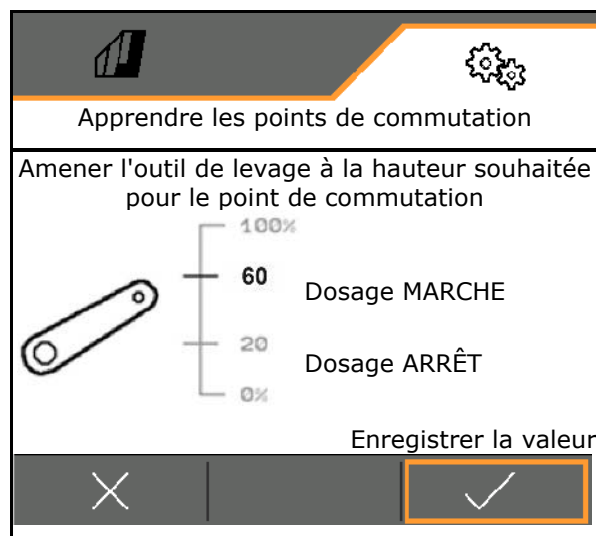 Apprendre les points de commutation
Amener l'outil de levage à la hauteur souhaitée
pour le point de commutation
100%
60
Dosage MARCHE
20
Dosage ARRÊT
0%
Enregistrer la valeur